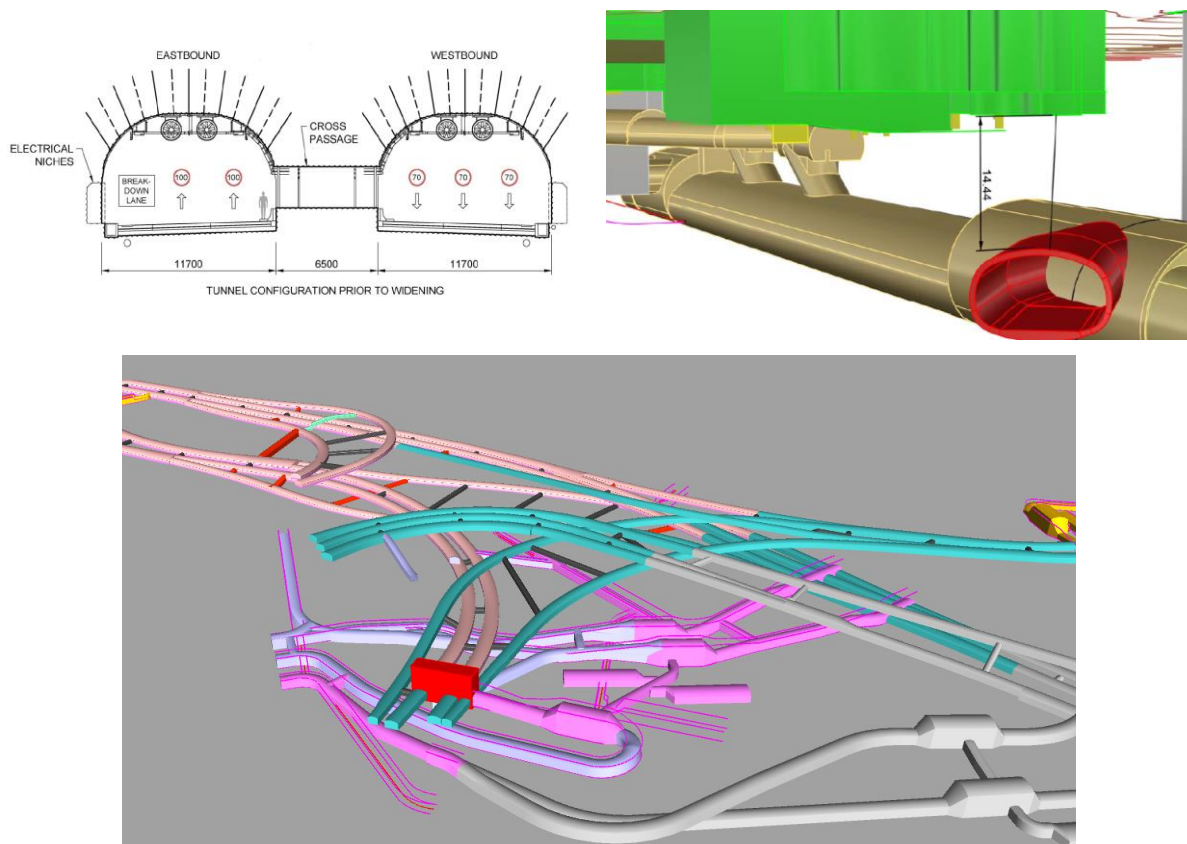 EASTBOUND
WESTBOUND
CROSS
PASSAGE
ELECTRICAL
NICHES
BREAK-
DOWN
LANE
100
100
70
70
70
11700
6500
11700
TUNNEL CONFIGURATION PRIOR TO WIDENING
14.44